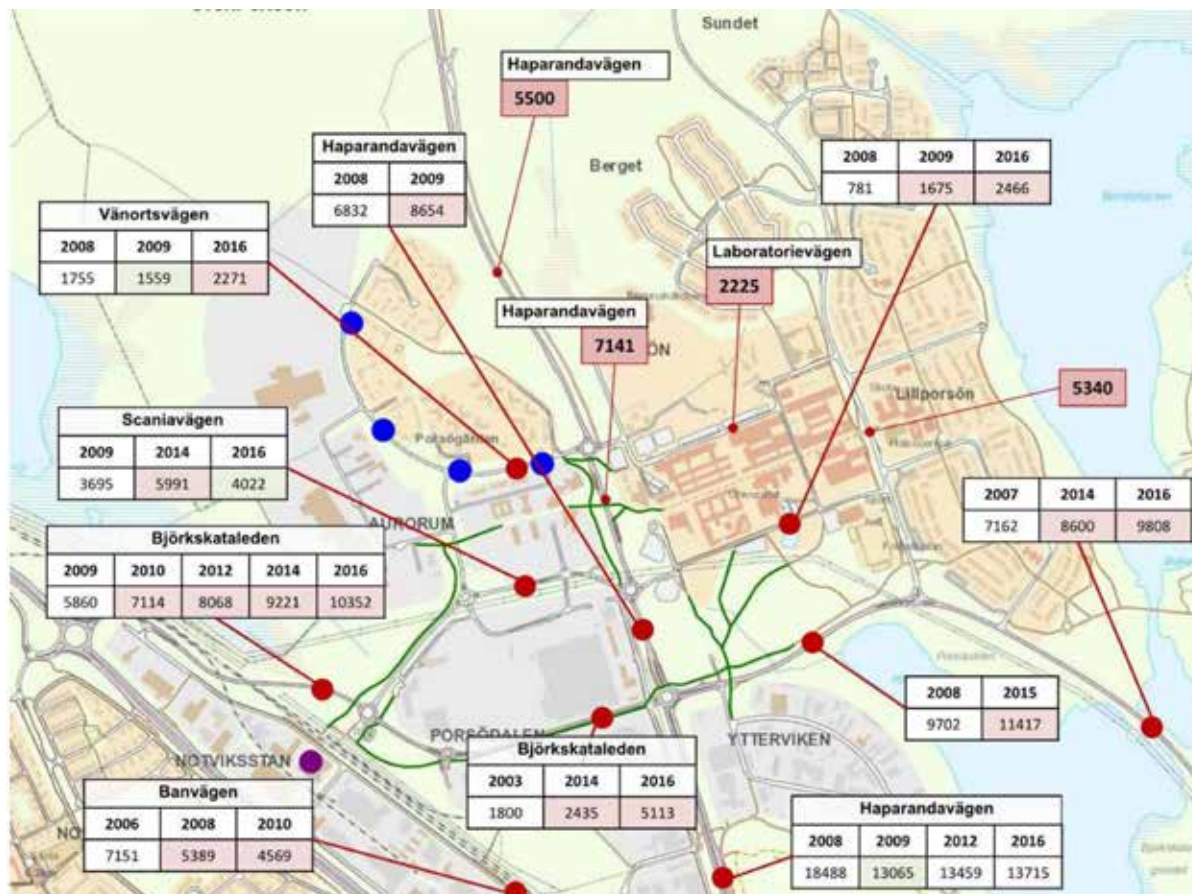 Sundet
Haparandavägen
5500
Berget
Haparandavägen
2008 2009
6832 8654
2008 2009 2016
781 1675 2466
Vänortsvägen
2008 2009 2016
1755 1559 2271
Laboratorievägen
2225
Haparandavägen
7141
5340
Lillporsön
Scaniavägen
2009 2014 2016
3695 5991 4022
Porsögården
AURORUM
2007 2014 2016
7162 8600 9808
Björkskataleden
2009 2010 2012 2014 2016
5860 7114 8068 9221 10352
2008 2015
9702 11417
PORSÖDALEN
YTTERVIKEN
NOTVIKSSTAN
Björkskataleden
2003 2014 2016
1800 2435 5113
Banvägen
2006 2008 2010
7151 5389 4569
Haparandavägen
2008 2009 2012 2016
18488 13065 13459 13715